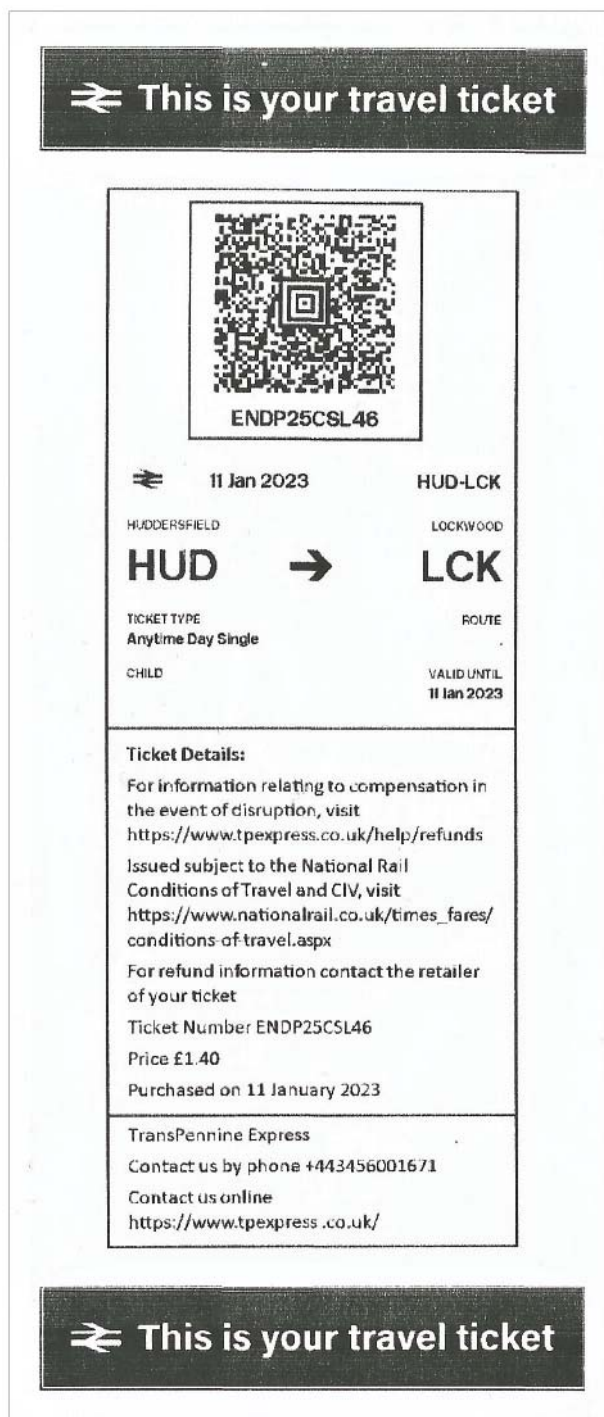 This is your travel ticket
ENDP25CSL46
11 Jan 2023 HUD-LCK
HUDDERSFIELD LOCKWOOD
HUD → LCK
TICKET TYPE ROUTE
Anytime Day Single .
CHILD VALID UNTIL
11 Jan 2023
Ticket Details:
For information relating to compensation in
the event of disruption, visit
https://www.tpexpress.co.uk/help/refunds
Issued subject to the National Rail
Conditions of Travel and CIV, visit
https://www.nationalrail.co.uk/times_fares/
conditions-of-travel.aspx
For refund information contact the retailer
of your ticket
Ticket Number ENDP25CSL46
Price £1.40
Purchased on 11 January 2023
TransPennine Express
Contact us by phone +443456001671
Contact us online
https://www.tpexpress.co.uk/
This is your travel ticket